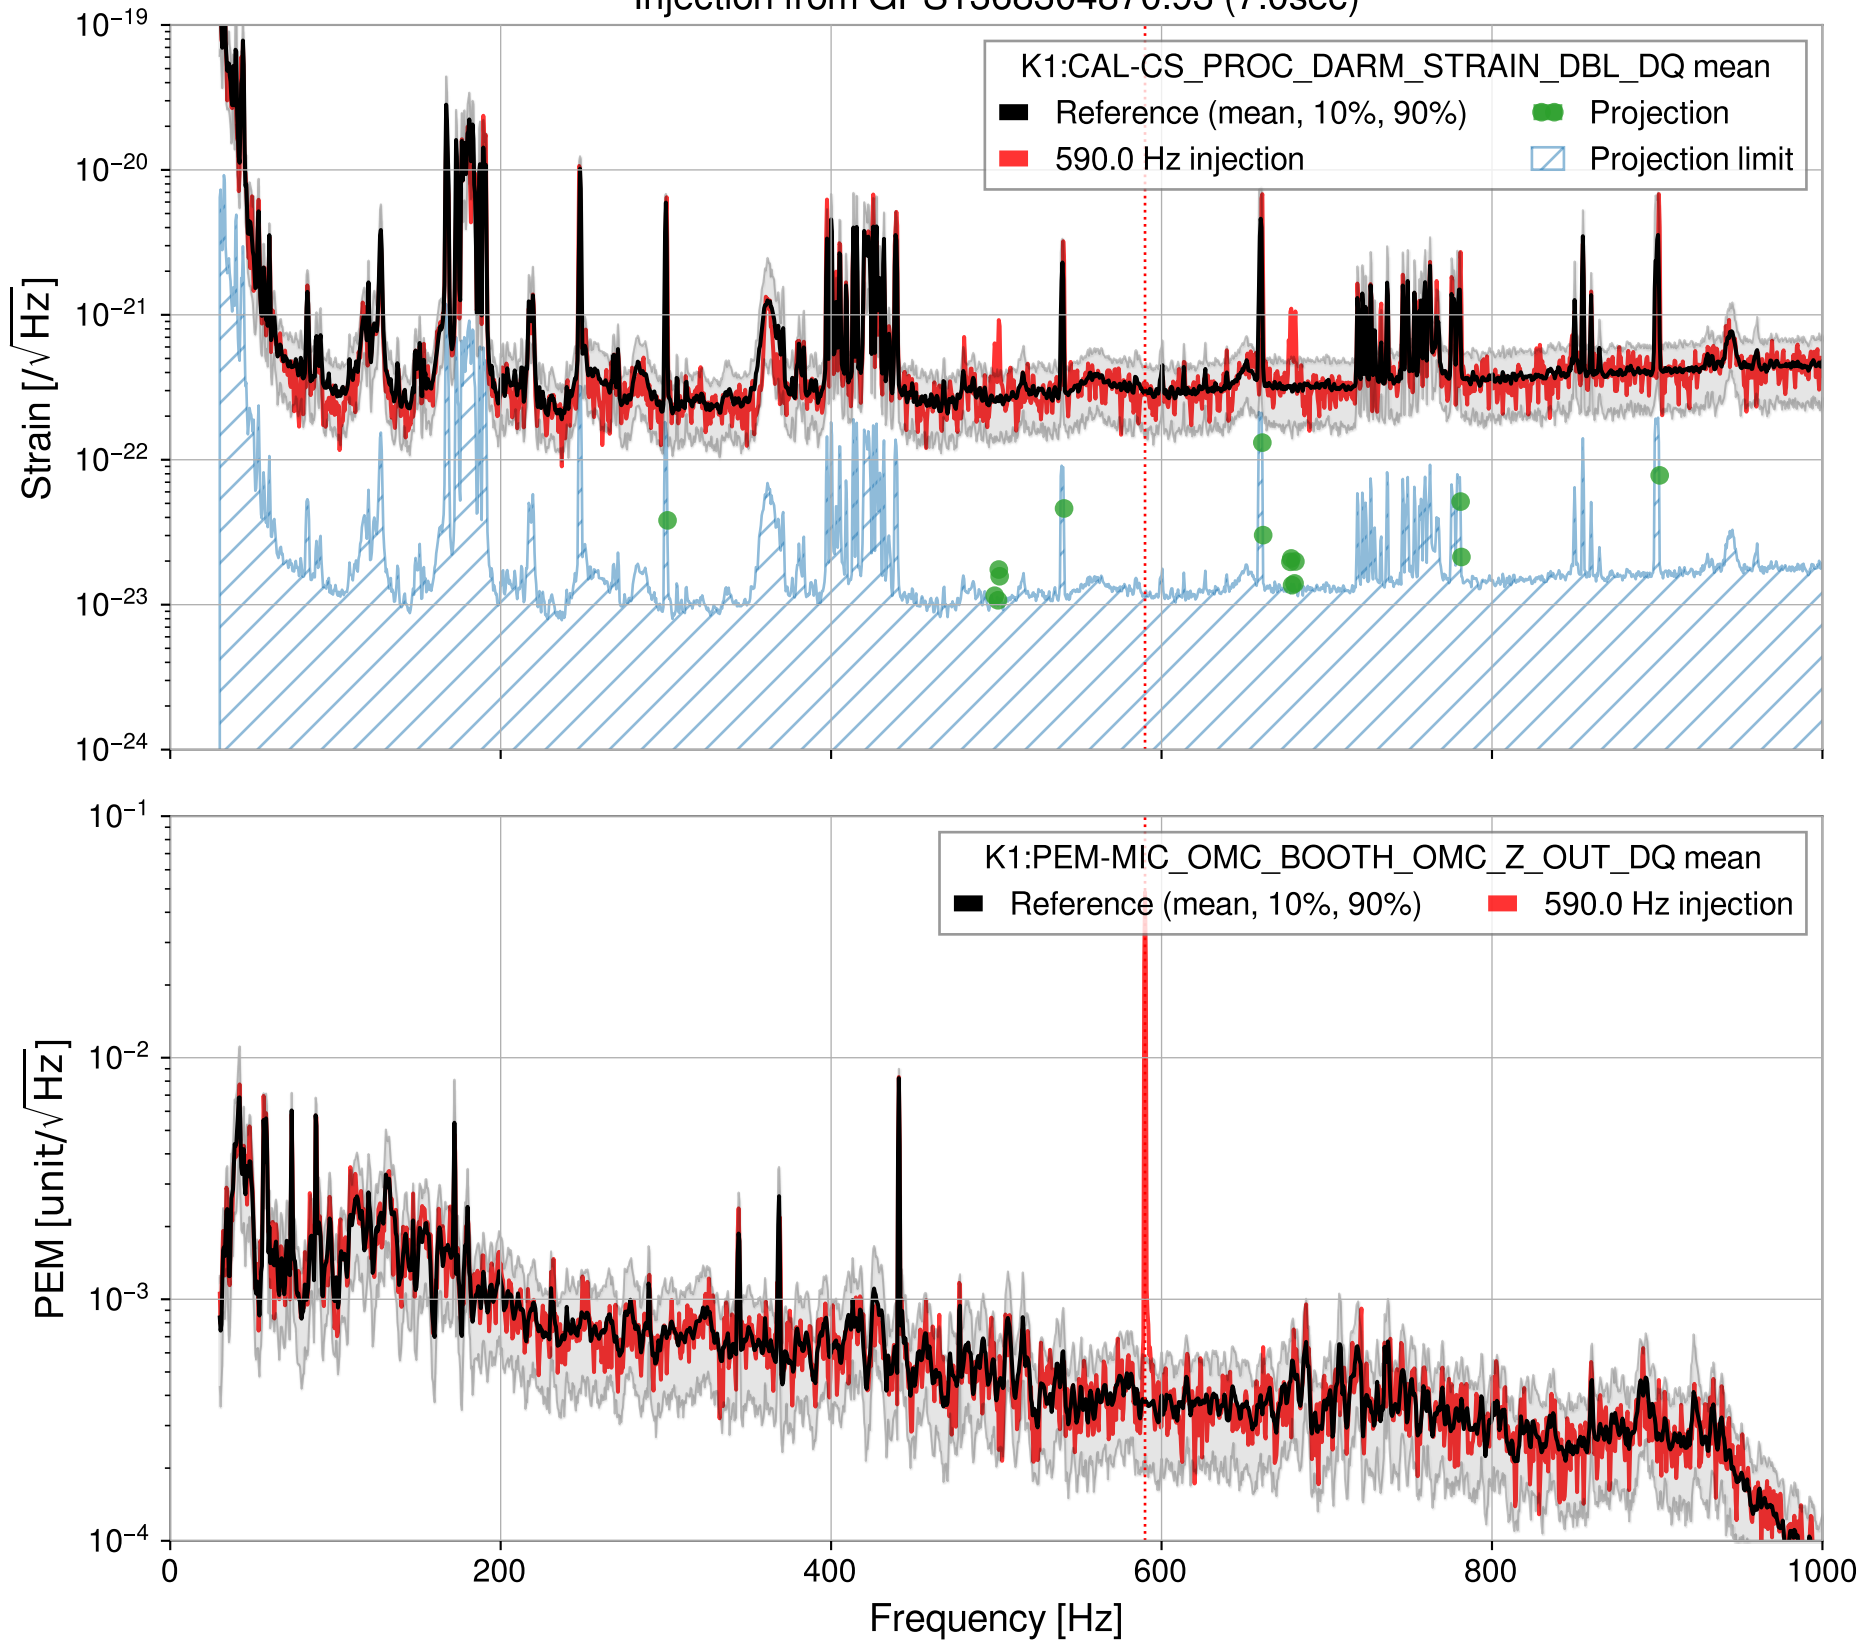 10⁻¹⁹
K1:CAL-CS_PROC_DARM_STRAIN_DBL_DQ mean
Reference (mean, 10%, 90%)
Projection
590.0 Hz injection
Projection limit
10⁻²⁰
10⁻²¹
10⁻²²
10⁻²³
10⁻²⁴
Strain [/√Hz]
10⁻¹
K1:PEM-MIC_OMC_BOOTH_OMC_Z_OUT_DQ mean
Reference (mean, 10%, 90%)
590.0 Hz injection
10⁻²
10⁻³
10⁻⁴
PEM [unit/√Hz]
0 200 400 600 800 1000
Frequency [Hz]